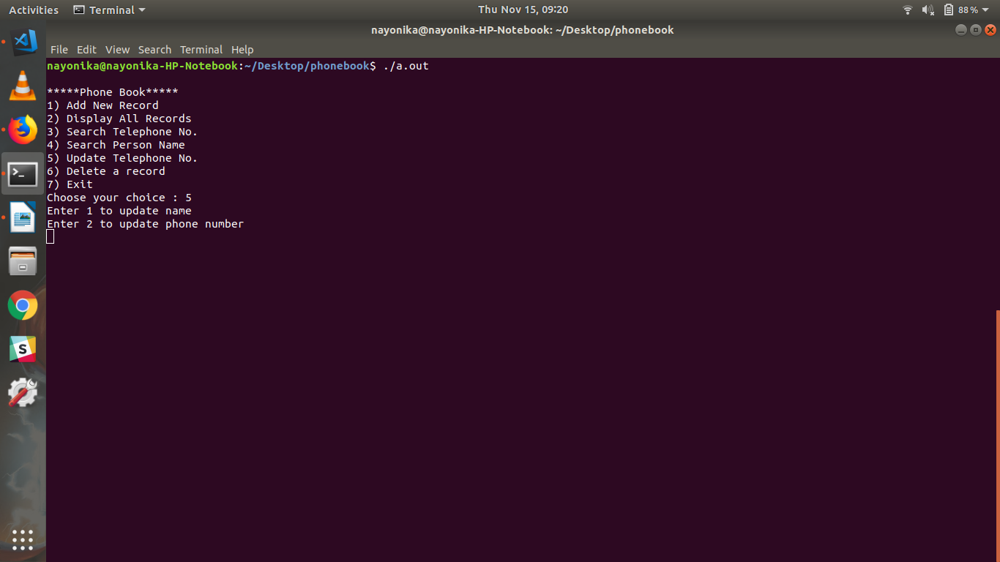 Activities Terminal Thu Nov 15, 09:20 88%
nayonika@nayonika-HP-Notebook: ~/Desktop/phonebook
File Edit View Search Terminal Help
nayonika@nayonika-HP-Notebook:~/Desktop/phonebook$ ./a.out
*****Phone Book*****
1) Add New Record
2) Display All Records
3) Search Telephone No.
4) Search Person Name
5) Update Telephone No.
6) Delete a record
7) Exit
Choose your choice : 5
Enter 1 to update name
Enter 2 to update phone number
S